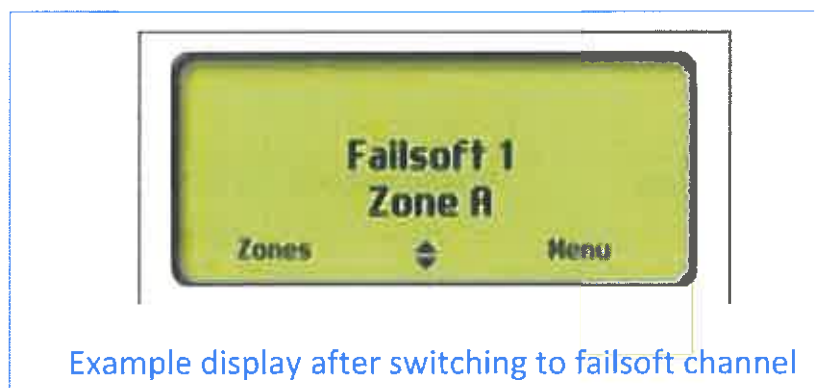 Failsoft 1
Zone A
Zones Menu
Example display after switching to failsoft channel